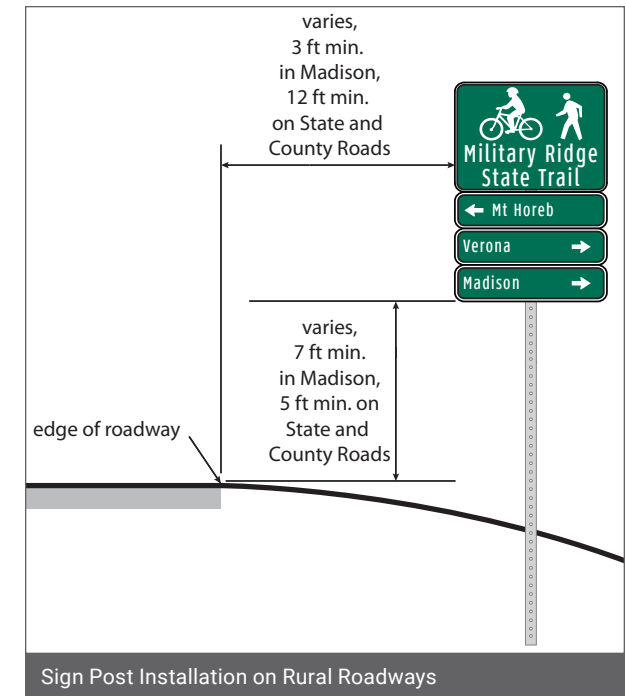 varies,
3 ft min.
in Madison,
12 ft min.
on State and
County Roads
Military Ridge
State Trail
Mt Horeb
Verona
Madison
varies,
7 ft min.
in Madison,
5 ft min. on
State and
County Roads
edge of roadway
Sign Post Installation on Rural Roadways